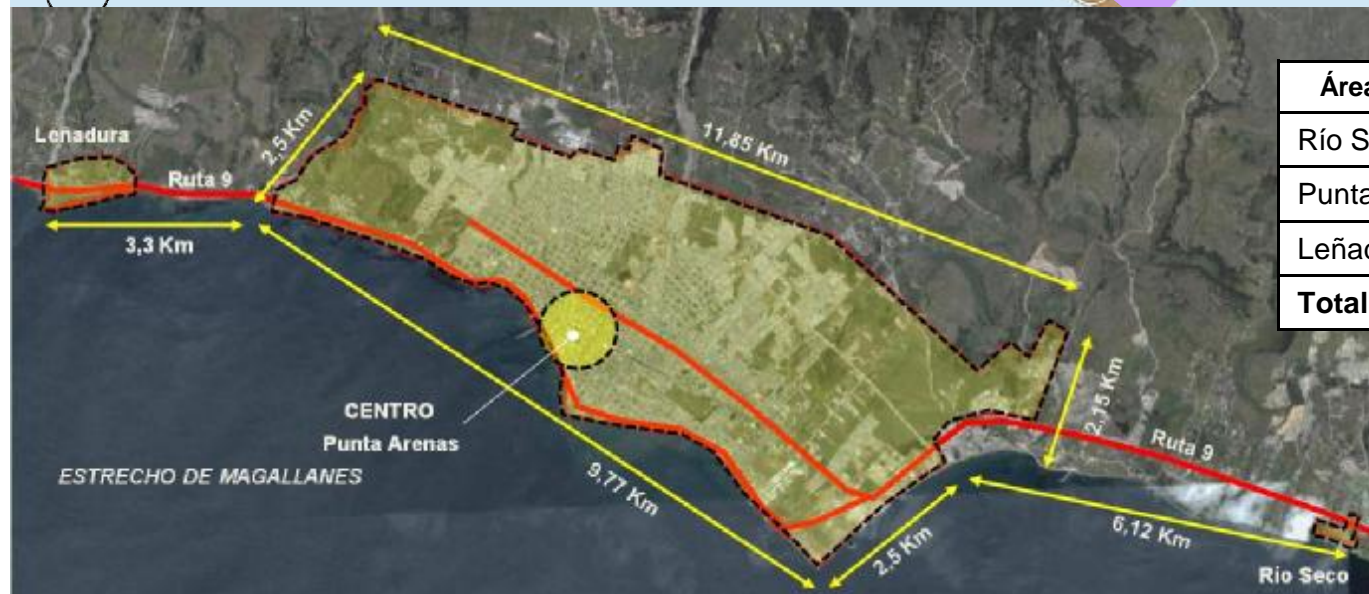 Lenadura
Ruta 9
3,3 Km
2,5 Km
11,85 Km
CENTRO
Punta Arenas
ESTRECHO DE MAGALLANES
9,77 Km
2,5 Km
2,15 Km
Ruta 9
6,12 Km
Rio Seco
Área
Río S
Punta
Leñad
Total